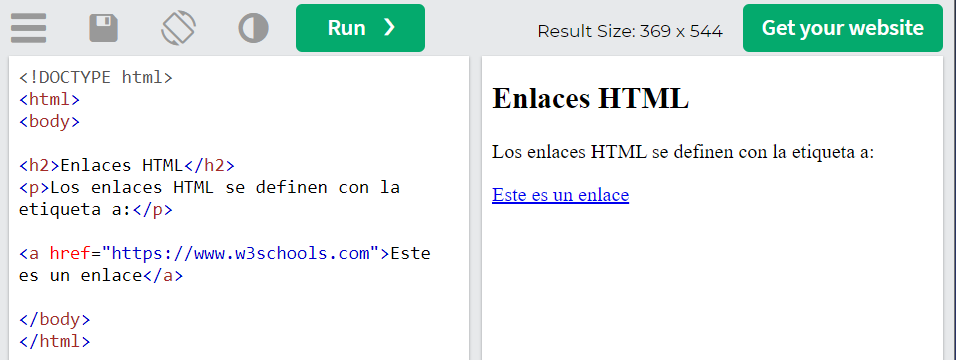 Run ❯
Result Size: 369 x 544
Get your website
<!DOCTYPE html>
<html>
<body>
<h2>Enlaces HTML</h2>
<p>Los enlaces HTML se definen con la
etiqueta a:</p>
<a href="https://www.w3schools.com">Este
es un enlace</a>
</body>
</html>
Enlaces HTML
Los enlaces HTML se definen con la etiqueta a:
Este es un enlace